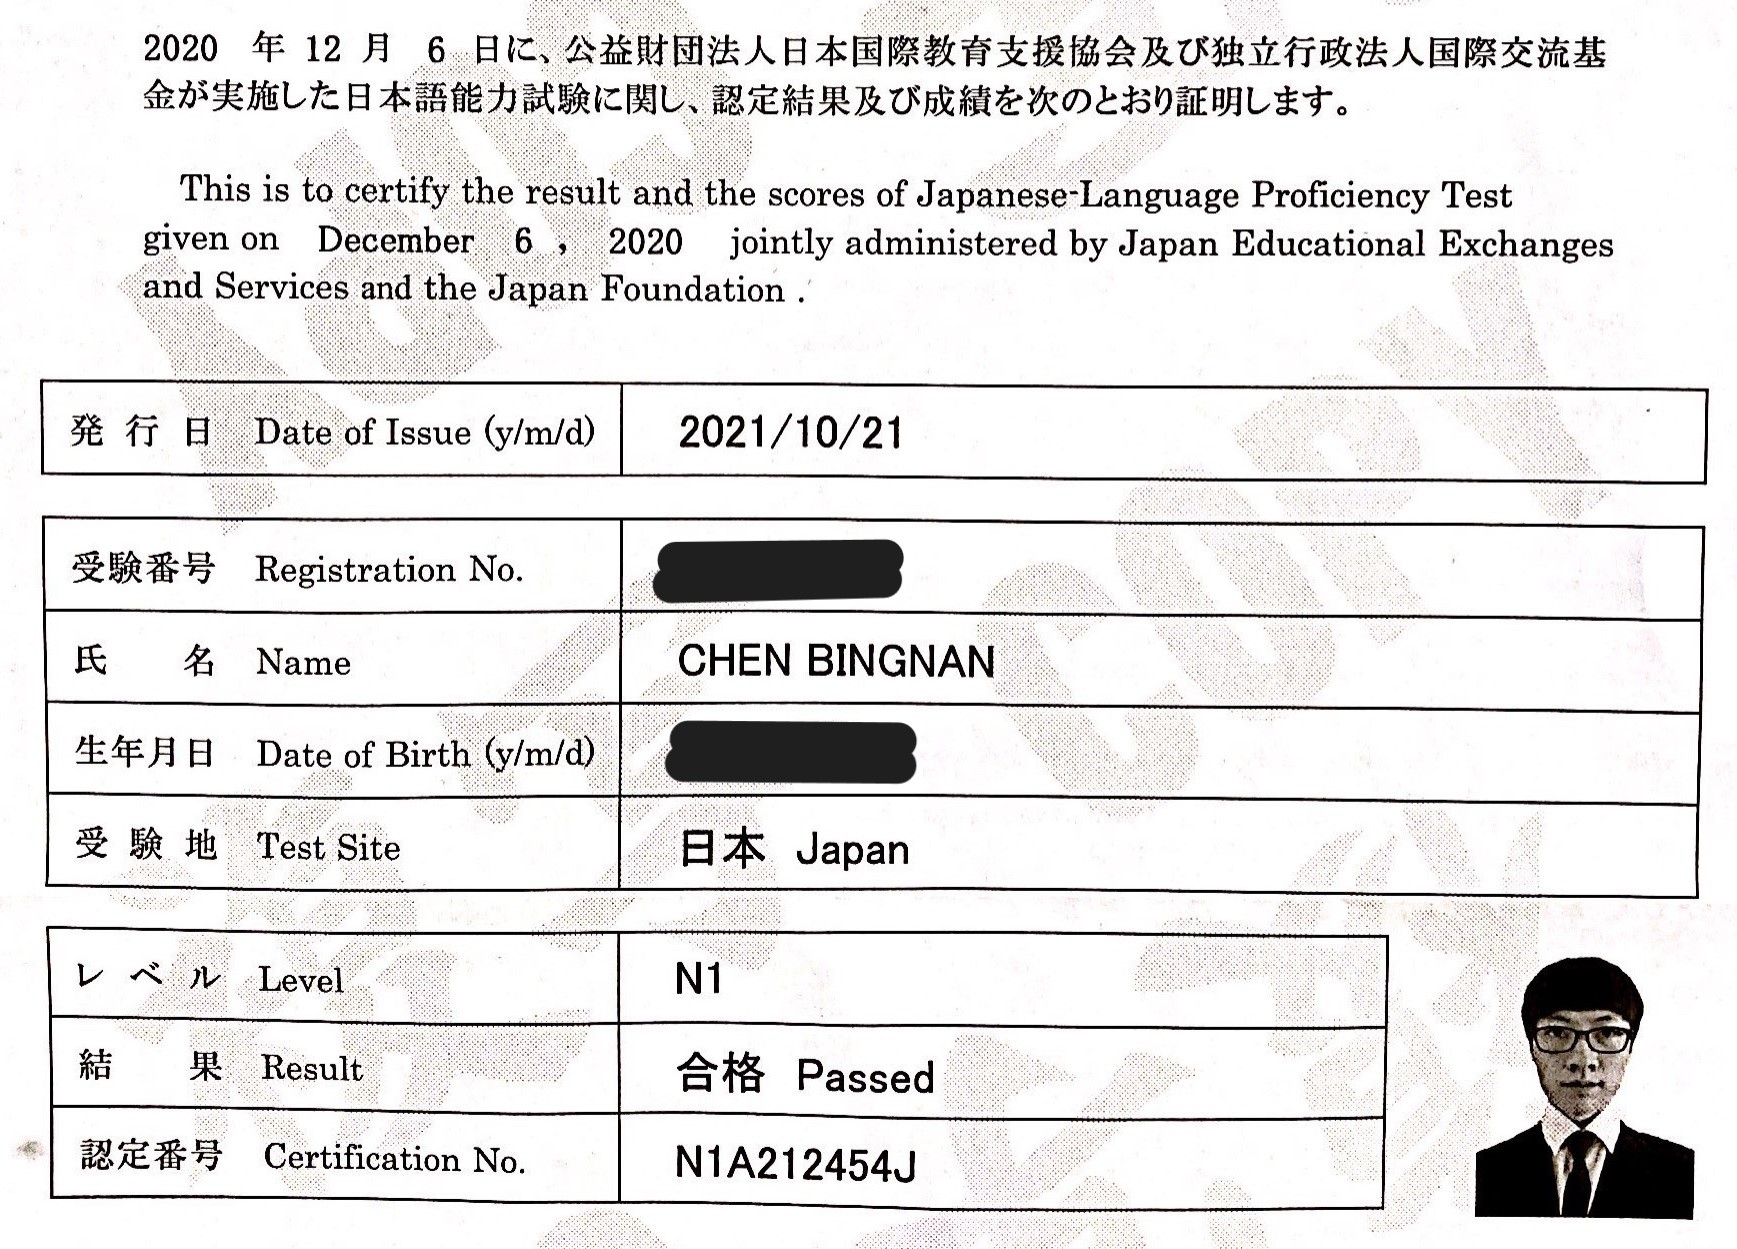 2020 年 12 月 6 日に、公益財団法人日本国際教育支援協会及び独立行政法人国際交流基
金が実施した日本語能力試験に関し、認定結果及び成績を次のとおり証明します。
This is to certify the result and the scores of Japanese-Language Proficiency Test
given on December 6 , 2020 jointly administered by Japan Educational Exchanges
and Services and the Japan Foundation .
発行日 Date of Issue (y/m/d) 2021/10/21
受験番号 Registration No.
氏名 Name CHEN BINGNAN
生年月日 Date of Birth (y/m/d)
受験地 Test Site 日本 Japan
レベル Level N1
結果 Result 合格 Passed
認定番号 Certification No. N1A212454J
COPY